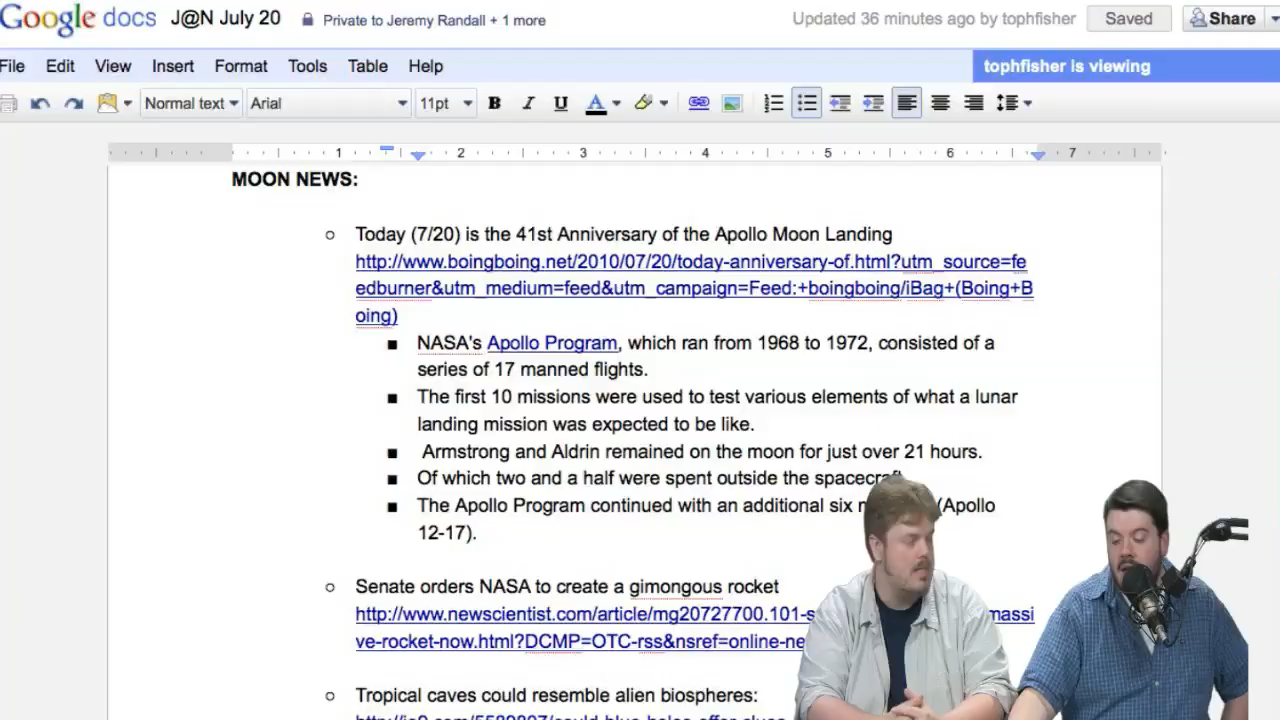 Google docs J@N July 20 Private to Jeremy Randall + 1 more Updated 36 minutes ago by tophfisher Saved Share
File Edit View Insert Format Tools Table Help tophfisher is viewing
Normal text Arial 11pt B I U A
1 2 3 4 5 6 7
MOON NEWS:
Today (7/20) is the 41st Anniversary of the Apollo Moon Landing
http://www.boingboing.net/2010/07/20/today-anniversary-of.html?utm_source=fe
edburner&utm_medium=feed&utm_campaign=Feed:+boingboing/iBag+(Boing+B
oing)
NASA's Apollo Program, which ran from 1968 to 1972, consisted of a
series of 17 manned flights.
The first 10 missions were used to test various elements of what a lunar
landing mission was expected to be like.
Armstrong and Aldrin remained on the moon for just over 21 hours.
Of which two and a half were spent outside the spacecraft
The Apollo Program continued with an additional six (Apollo
12-17).
Senate orders NASA to create a gimongous rocket
http://www.newscientist.com/article/mg20727700.101-s massi
ve-rocket-now.html?DCMP=OTC-rss&nsref=online-ne
Tropical caves could resemble alien biospheres: